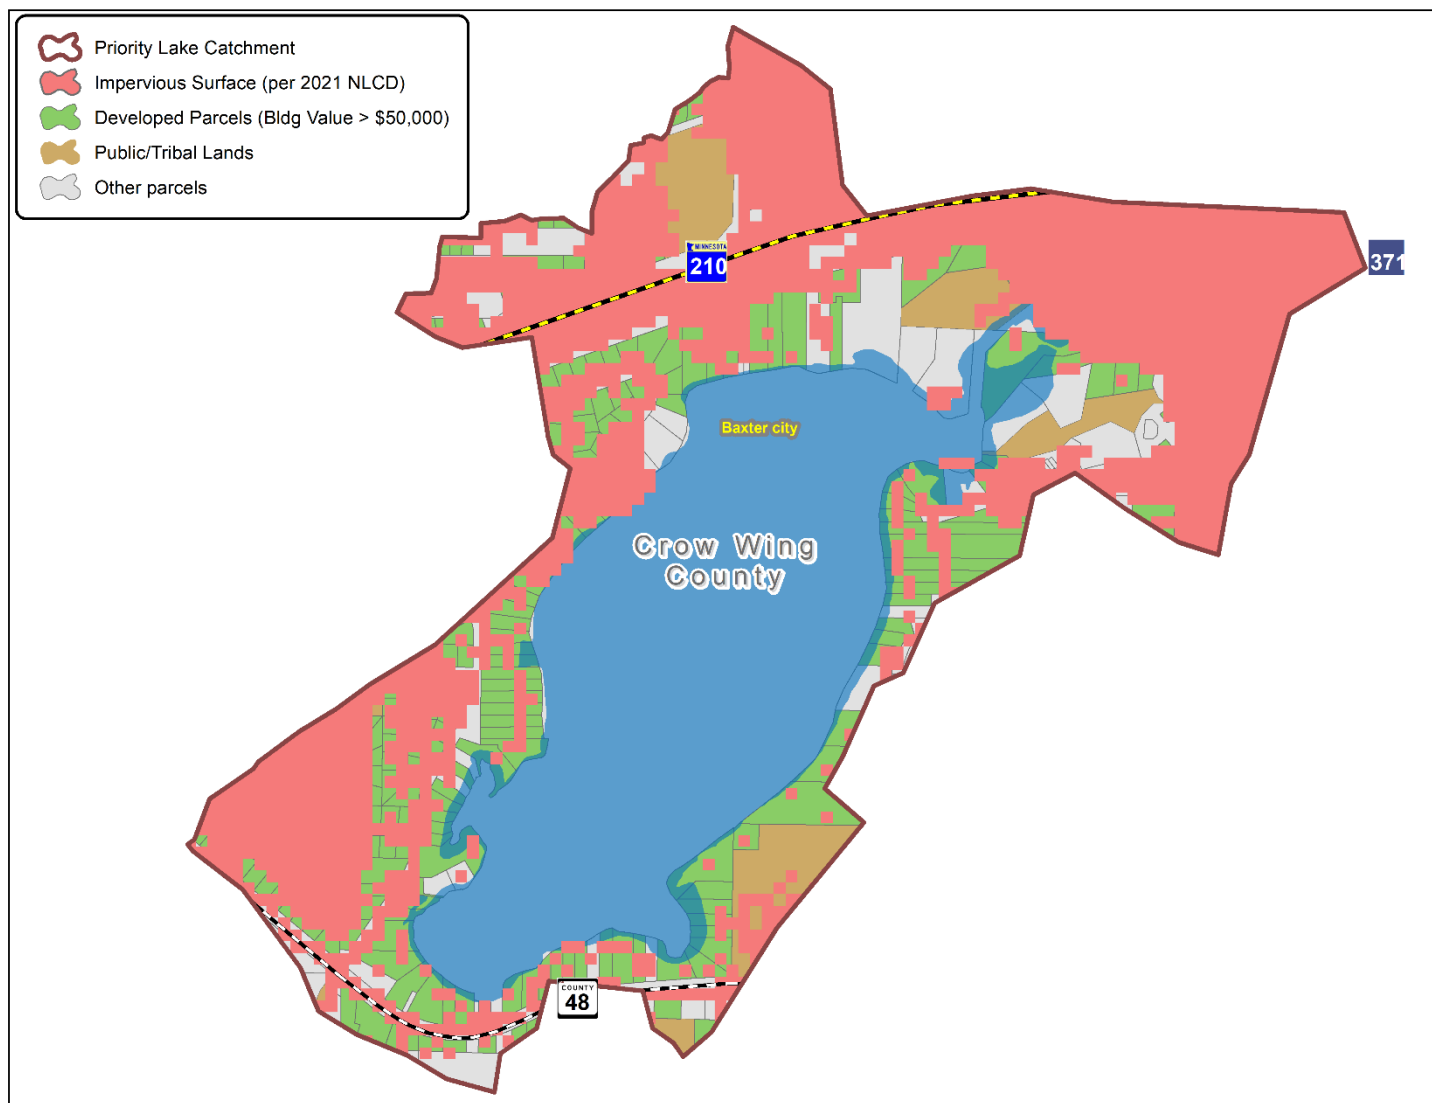 Priority Lake Catchment
Impervious Surface (per 2021 NLCD)
Developed Parcels (Bldg Value > $50,000)
Public/Tribal Lands
Other parcels
MINNESOTA
210
371
Baxter city
Crow Wing
County
COUNTY
48